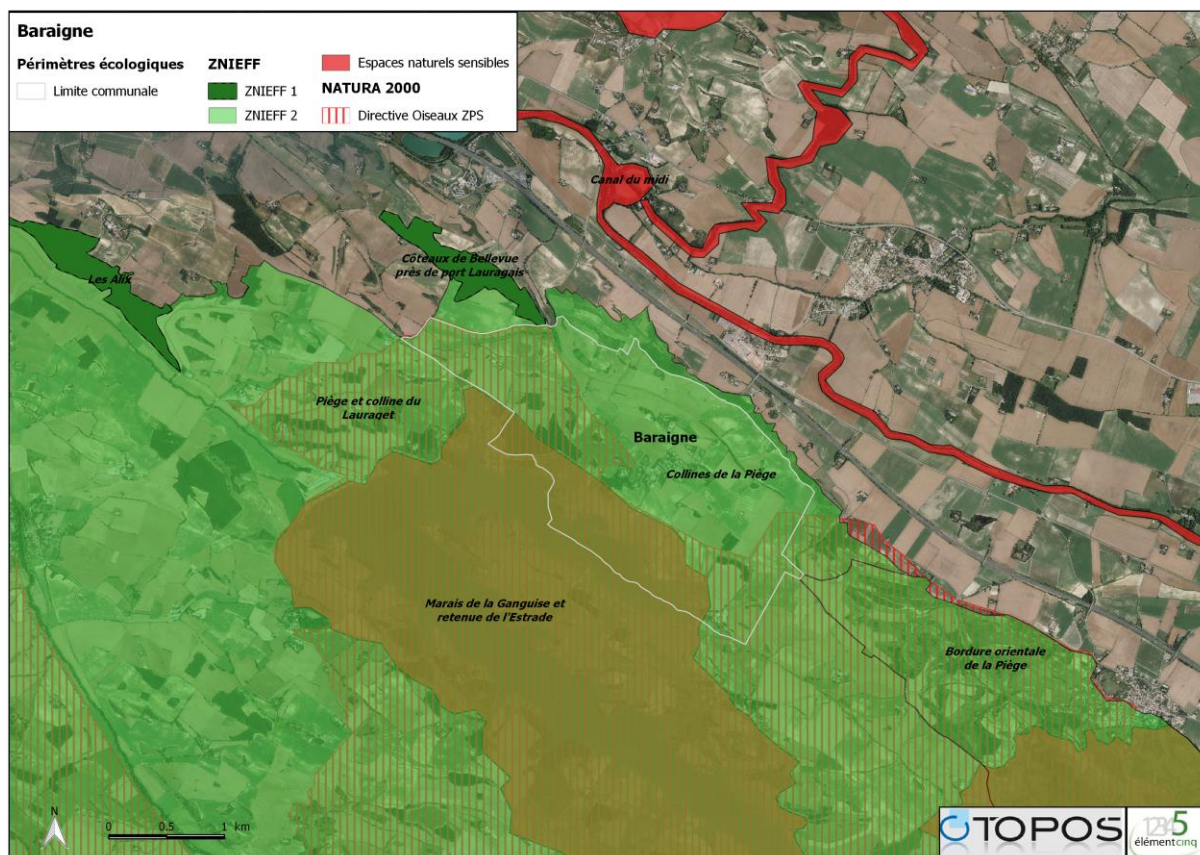 Baraigne
Périmètres écologiques
Limite communale
ZNIEFF
ZNIEFF 1
ZNIEFF 2
Espaces naturels sensibles
NATURA 2000
Directive Oiseaux ZPS
Canal du midi
Les Alix
Côteaux de Bellevue
près de port Lauragais
Piège et colline du
Lauraget
Baraigne
Collines de la Piège
Marais de la Ganguise et
retenue de l'Estrade
Bordure orientale
de la Piège
N
0 0.5 1 km
TOPOS
12345
élémentcinq